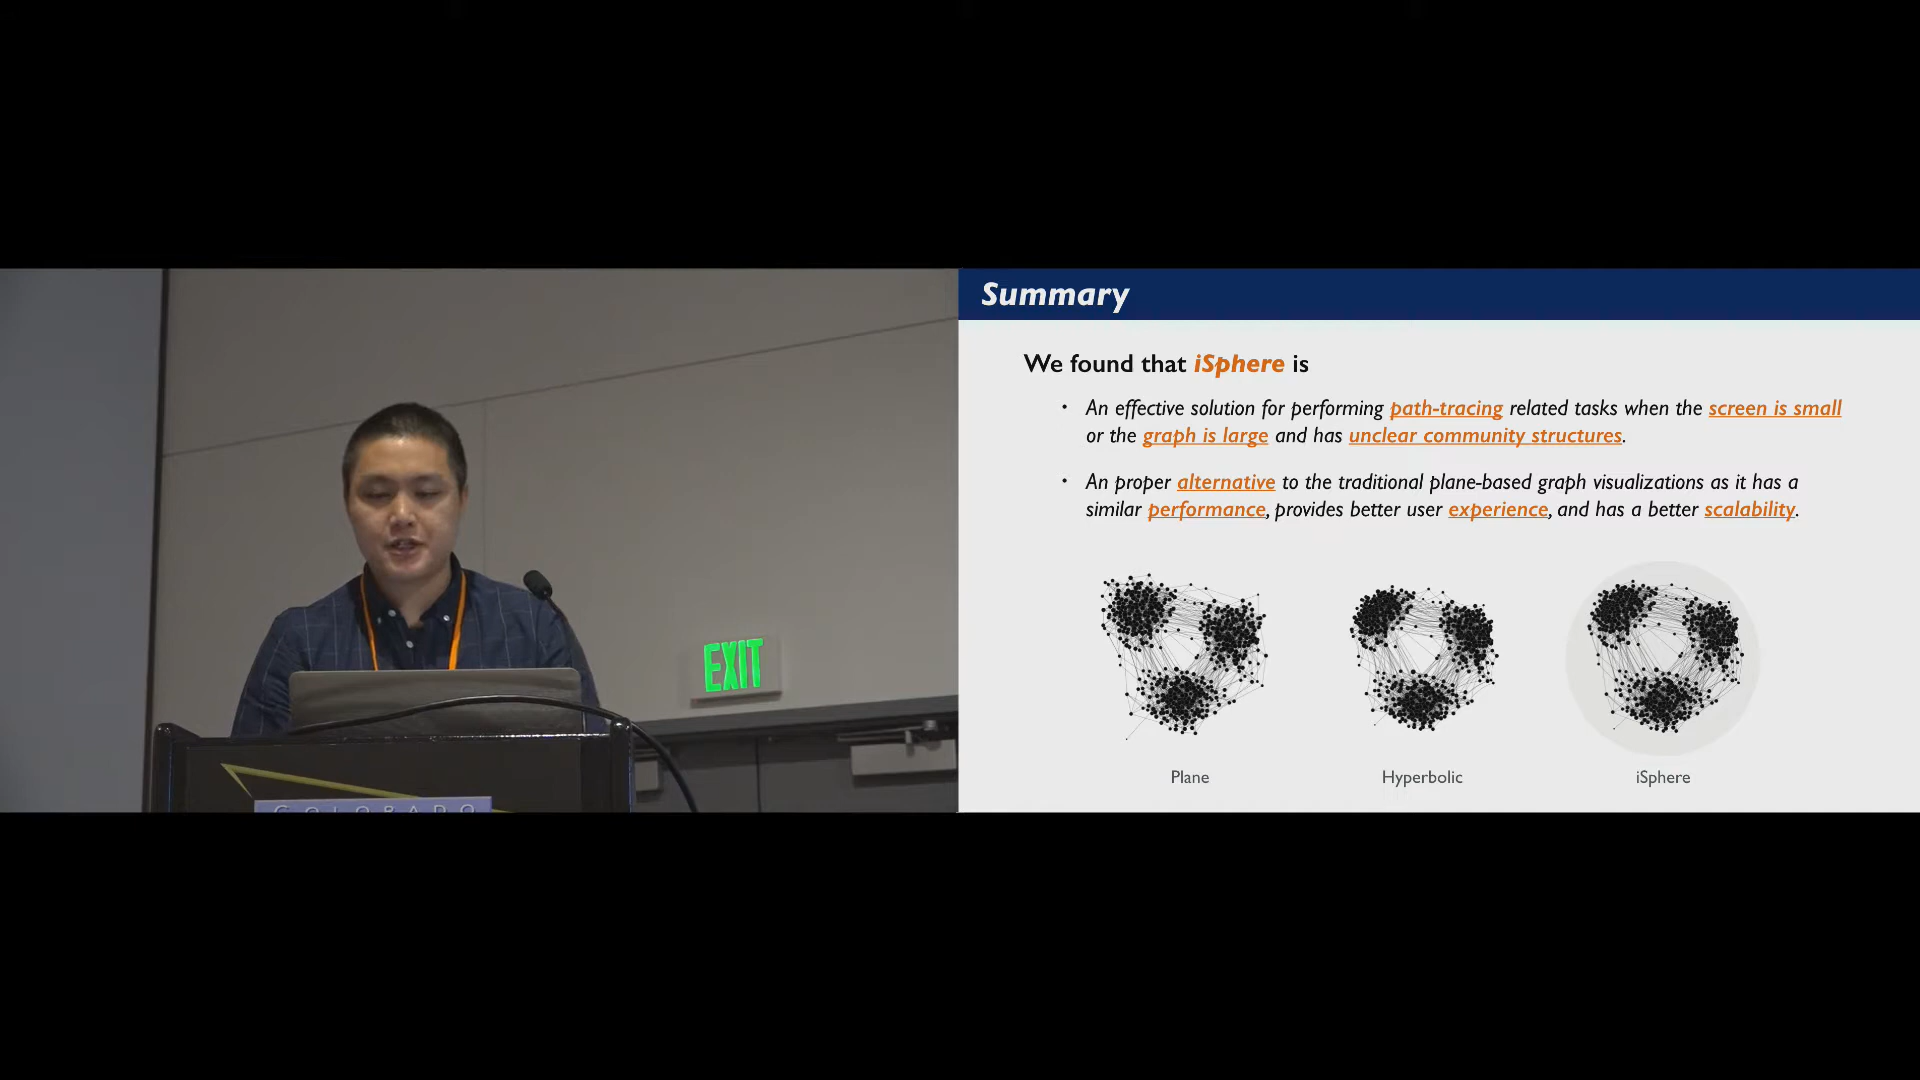 Summary
We found that iSphere is
• An effective solution for performing path-tracing related tasks when the screen is small
or the graph is large and has unclear community structures.
• An proper alternative to the traditional plane-based graph visualizations as it has a
similar performance, provides better user experience, and has a better scalability.
Plane
Hyperbolic
iSphere
EXIT
COLORADO